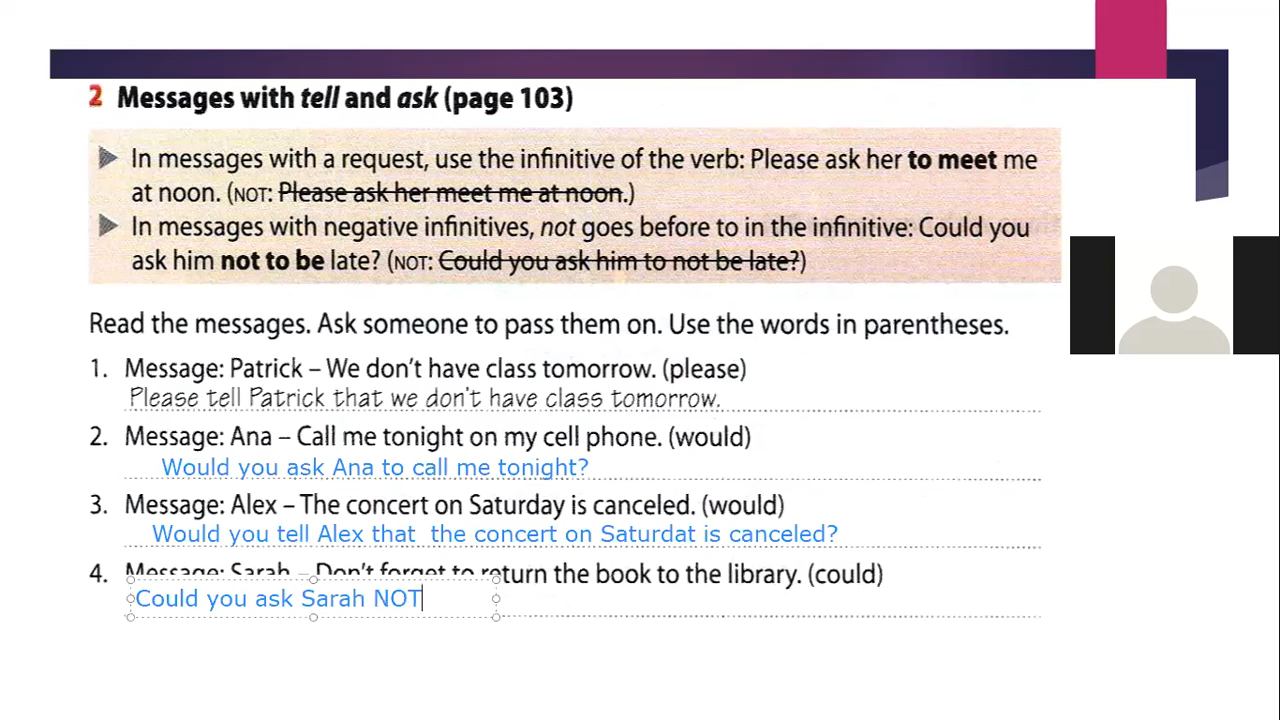 2 Messages with tell and ask (page 103)
In messages with a request, use the infinitive of the verb: Please ask her to meet me
at noon. (NOT: Please ask her meet me at noon.)
In messages with negative infinitives, not goes before to in the infinitive: Could you
ask him not to be late? (NOT: Could you ask him to not be late?)
Read the messages. Ask someone to pass them on. Use the words in parentheses.
1. Message: Patrick – We don't have class tomorrow. (please)
Please tell Patrick that we don't have class tomorrow.
2. Message: Ana – Call me tonight on my cell phone. (would)
Would you ask Ana to call me tonight?
3. Message: Alex – The concert on Saturday is canceled. (would)
Would you tell Alex that the concert on Saturdat is canceled?
4. Message: Sarah – Don't forget to return the book to the library. (could)
Could you ask Sarah NOT